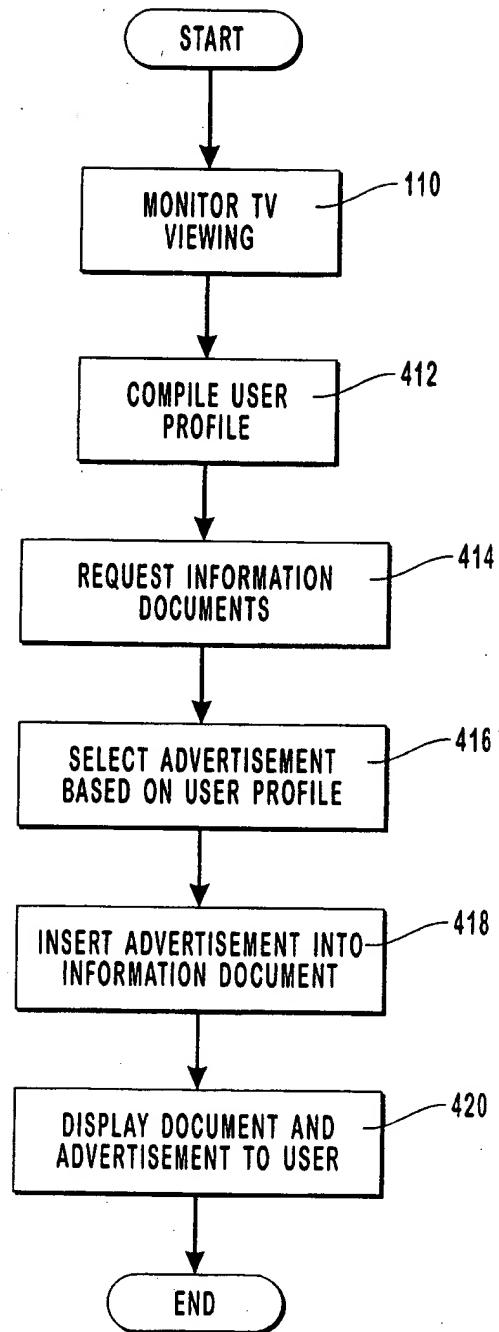 START
110
MONITOR TV
VIEWING
412
COMPILE USER
PROFILE
414
REQUEST INFORMATION
DOCUMENTS
416
SELECT ADVERTISEMENT
BASED ON USER PROFILE
418
INSERT ADVERTISEMENT INTO
INFORMATION DOCUMENT
420
DISPLAY DOCUMENT AND
ADVERTISEMENT TO USER
END